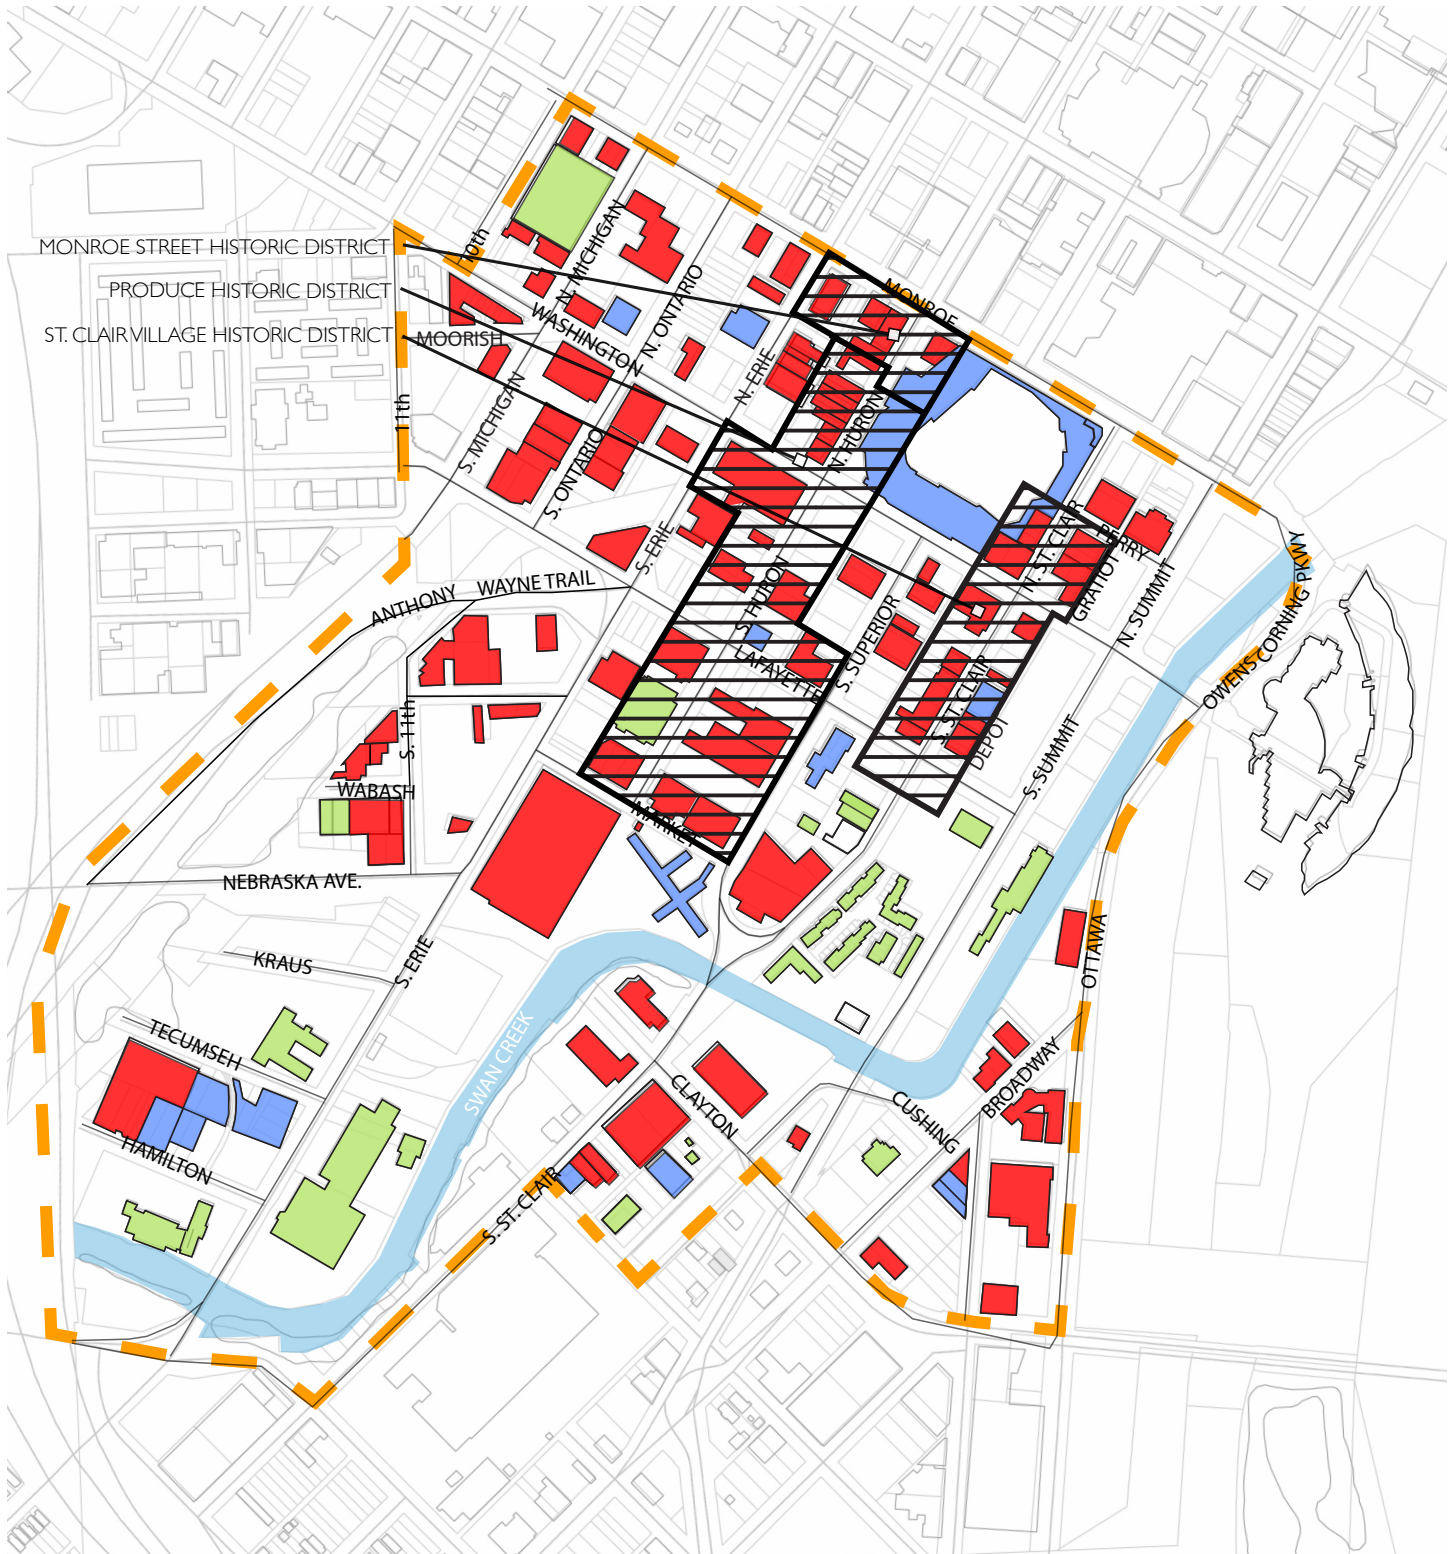 MONROE STREET HISTORIC DISTRICT
PRODUCE HISTORIC DISTRICT
ST. CLAIR VILLAGE HISTORIC DISTRICT
10th
N. MICHIGAN
N. ONTARIO
MONROE
WASHINGTON
MOORISH
N. ERIE
11th
S. MICHIGAN
N. HURON
S. ONTARIO
N. ST. CLAIR
PERRY
S. ERIE
GRATIOT
N. SUMMIT
OWENS CORNING PKWY
ANTHONY WAYNE TRAIL
S. HURON
S. SUPERIOR
LAFAYETTE
S. ST. CLAIR
DEPOT
S. SUMMIT
S. 11th
WABASH
MARKET
NEBRASKA AVE.
KRAUS
S. ERIE
OTTAWA
TECUMSEH
SWAN CREEK
CLAYTON
CUSHING
BROADWAY
HAMILTON
S. ST. CLAIR